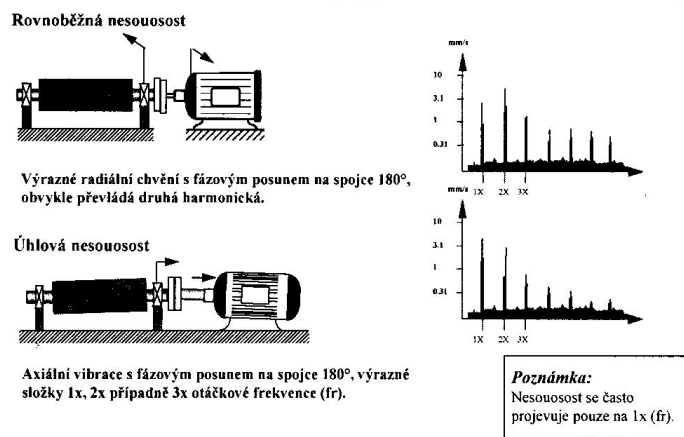 Rovnoběžná nesouosost
mm/s
10
3.1
1
0.31
1X 2X 3X
Výrazné radiální chvění s fázovým posunem na spojce 180°,
obvykle převládá druhá harmonická.
Úhlová nesouosost
mm/s
10
3.1
1
0.31
1X 2X 3X
Axiální vibrace s fázovým posunem na spojce 180°, výrazné
složky 1x, 2x případně 3x otáčkové frekvence (fr).
Poznámka:
Nesouosost se často
projevuje pouze na 1x (fr).